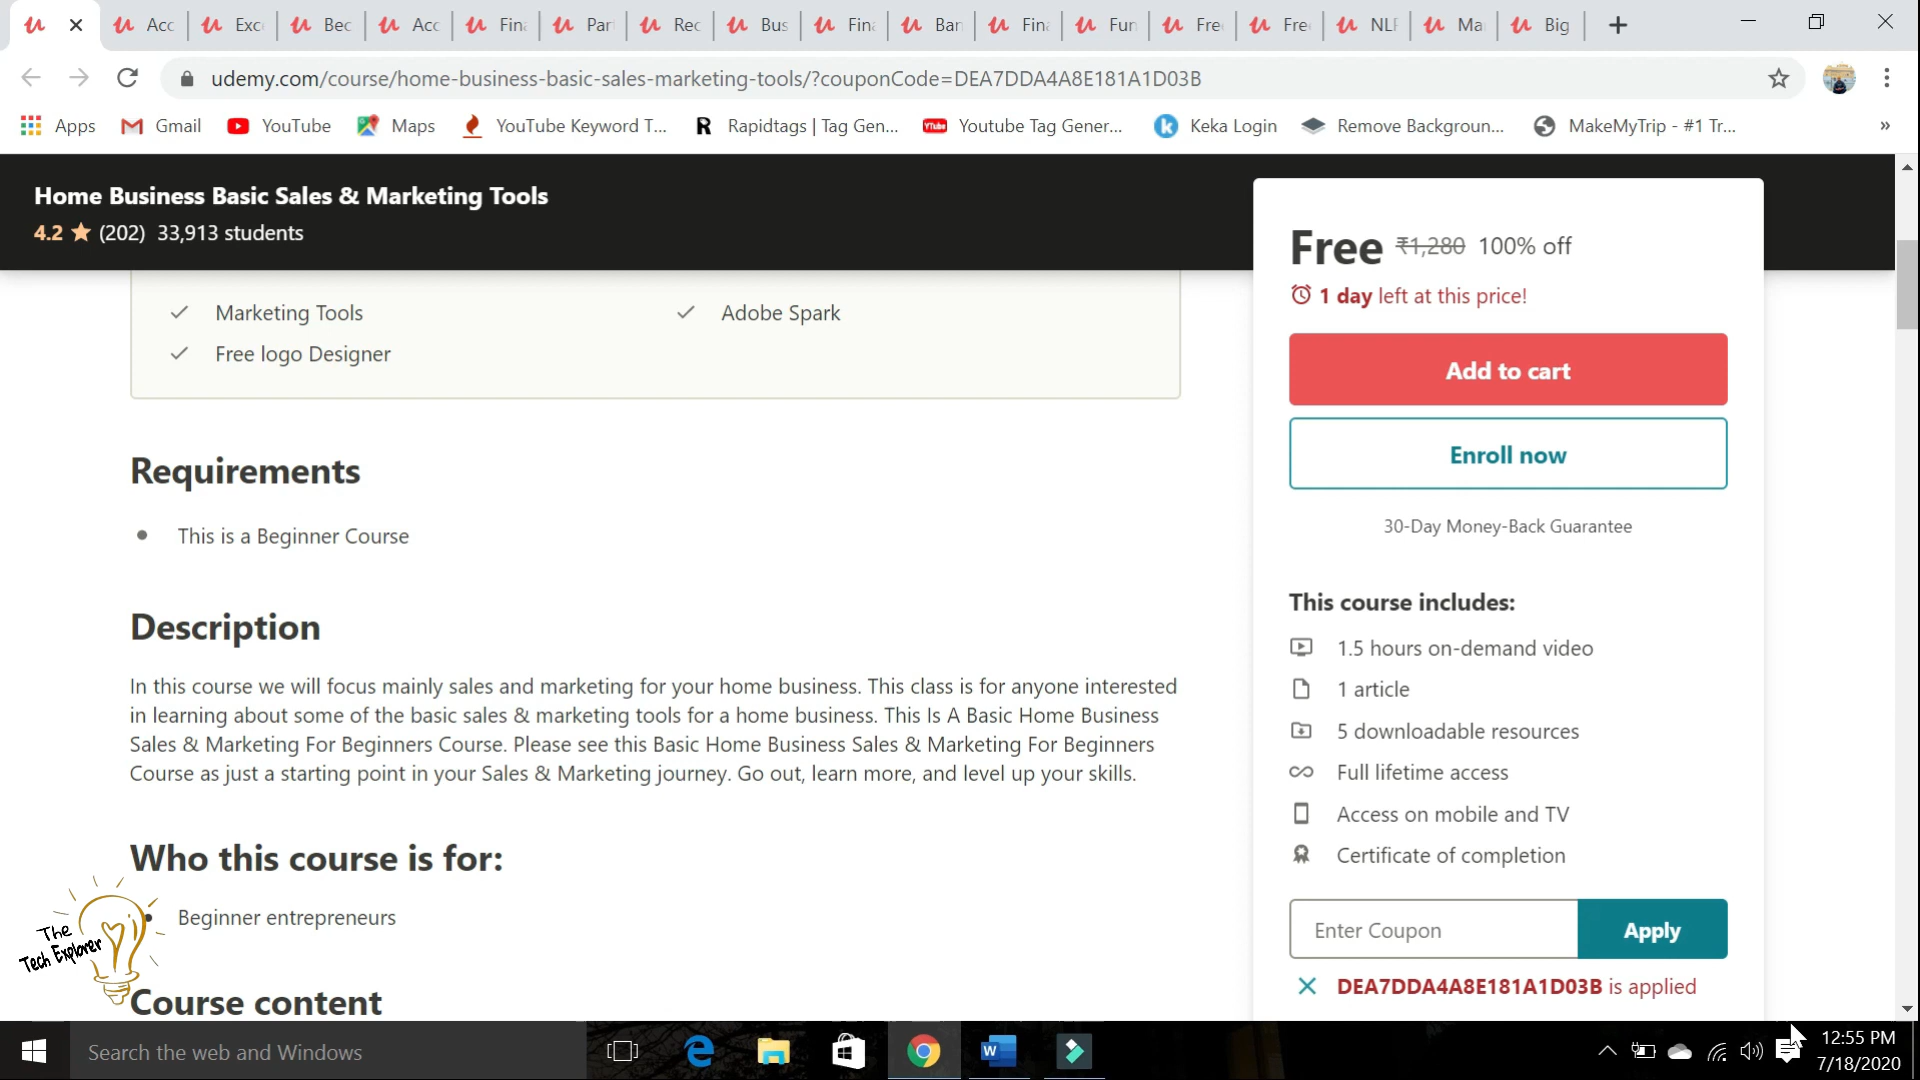 Acc
Exce
Bec
Acc
Fina
Part
Rec
Bus
Fina
Ban
Fina
Fun
Free
Free
NLP
Ma
Big
udemy.com/course/home-business-basic-sales-marketing-tools/?couponCode=DEA7DDA4A8E181A1D03B
Apps
Gmail
YouTube
Maps
YouTube Keyword T...
Rapidtags | Tag Gen...
Youtube Tag Gener...
Keka Login
Remove Backgroun...
MakeMyTrip - #1 Tr...
»
Home Business Basic Sales & Marketing Tools
4.2 ★ (202) 33,913 students
Marketing Tools
Adobe Spark
Free logo Designer
Requirements
This is a Beginner Course
Description
In this course we will focus mainly sales and marketing for your home business. This class is for anyone interested
in learning about some of the basic sales & marketing tools for a home business. This Is A Basic Home Business
Sales & Marketing For Beginners Course. Please see this Basic Home Business Sales & Marketing For Beginners
Course as just a starting point in your Sales & Marketing journey. Go out, learn more, and level up your skills.
Who this course is for:
Beginner entrepreneurs
Course content
The
Tech Explorer
Free ₹1,280 100% off
1 day left at this price!
Add to cart
Enroll now
30-Day Money-Back Guarantee
This course includes:
1.5 hours on-demand video
1 article
5 downloadable resources
Full lifetime access
Access on mobile and TV
Certificate of completion
Enter Coupon
Apply
DEA7DDA4A8E181A1D03B is applied
Search the web and Windows
12:55 PM
7/18/2020